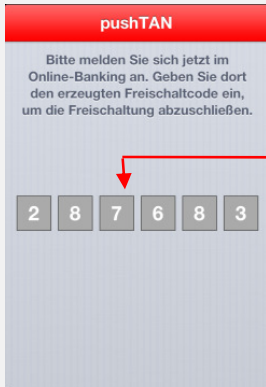 pushTAN
Bitte melden Sie sich jetzt im
Online-Banking an. Geben Sie dort
den erzeugten Freischaltcode ein,
um die Freischaltung abzuschließen.
2 8 7 6 8 3